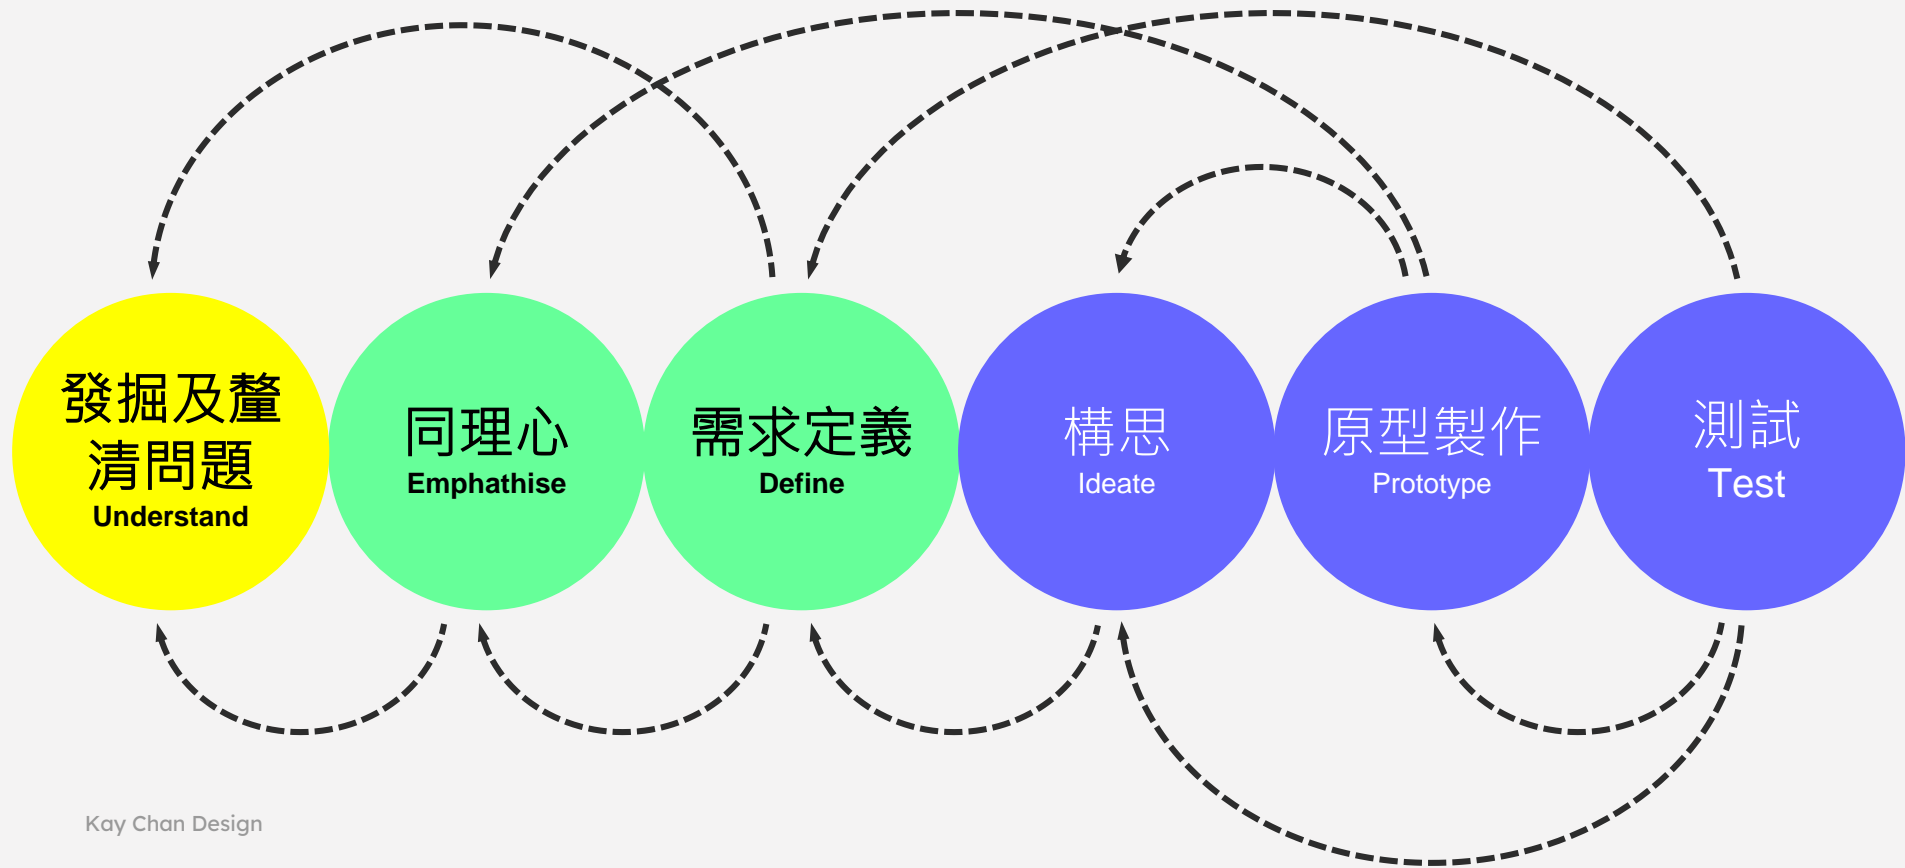 發掘及釐
清問題
Understand
同理心
Emphathise
需求定義
Define
構思
Ideate
原型製作
Prototype
測試
Test
Kay Chan Design